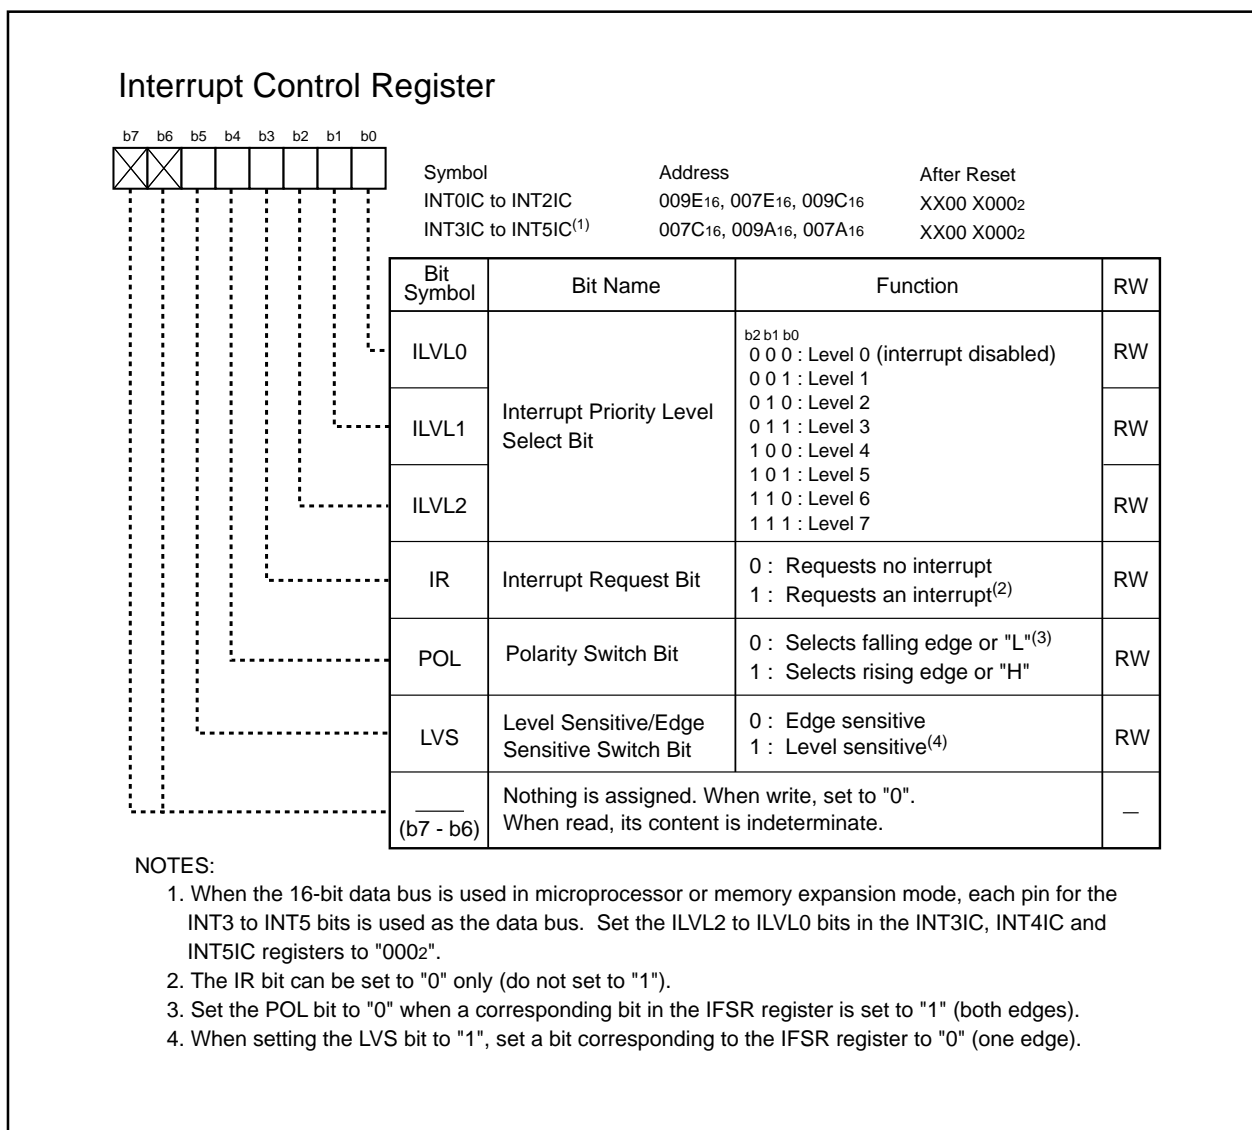 Interrupt Control Register
b7 b6 b5 b4 b3 b2 b1 b0
Symbol Address After Reset
INT0IC to INT2IC 009E16, 007E16, 009C16 XX00 X0002
INT3IC to INT5IC(1) 007C16, 009A16, 007A16 XX00 X0002
Bit Symbol Bit Name Function RW
ILVL0 RW
ILVL1 RW
ILVL2 RW
Interrupt Priority Level
Select Bit
b2 b1 b0
0 0 0 : Level 0 (interrupt disabled)
0 0 1 : Level 1
0 1 0 : Level 2
0 1 1 : Level 3
1 0 0 : Level 4
1 0 1 : Level 5
1 1 0 : Level 6
1 1 1 : Level 7
IR Interrupt Request Bit RW
0 : Requests no interrupt
1 : Requests an interrupt(2)
POL Polarity Switch Bit RW
0 : Selects falling edge or "L"(3)
1 : Selects rising edge or "H"
LVS RW
Level Sensitive/Edge
Sensitive Switch Bit
0 : Edge sensitive
1 : Level sensitive(4)
(b7 - b6) —
Nothing is assigned. When write, set to "0".
When read, its content is indeterminate.
NOTES:
1. When the 16-bit data bus is used in microprocessor or memory expansion mode, each pin for the
INT3 to INT5 bits is used as the data bus. Set the ILVL2 to ILVL0 bits in the INT3IC, INT4IC and
INT5IC registers to "0002".
2. The IR bit can be set to "0" only (do not set to "1").
3. Set the POL bit to "0" when a corresponding bit in the IFSR register is set to "1" (both edges).
4. When setting the LVS bit to "1", set a bit corresponding to the IFSR register to "0" (one edge).